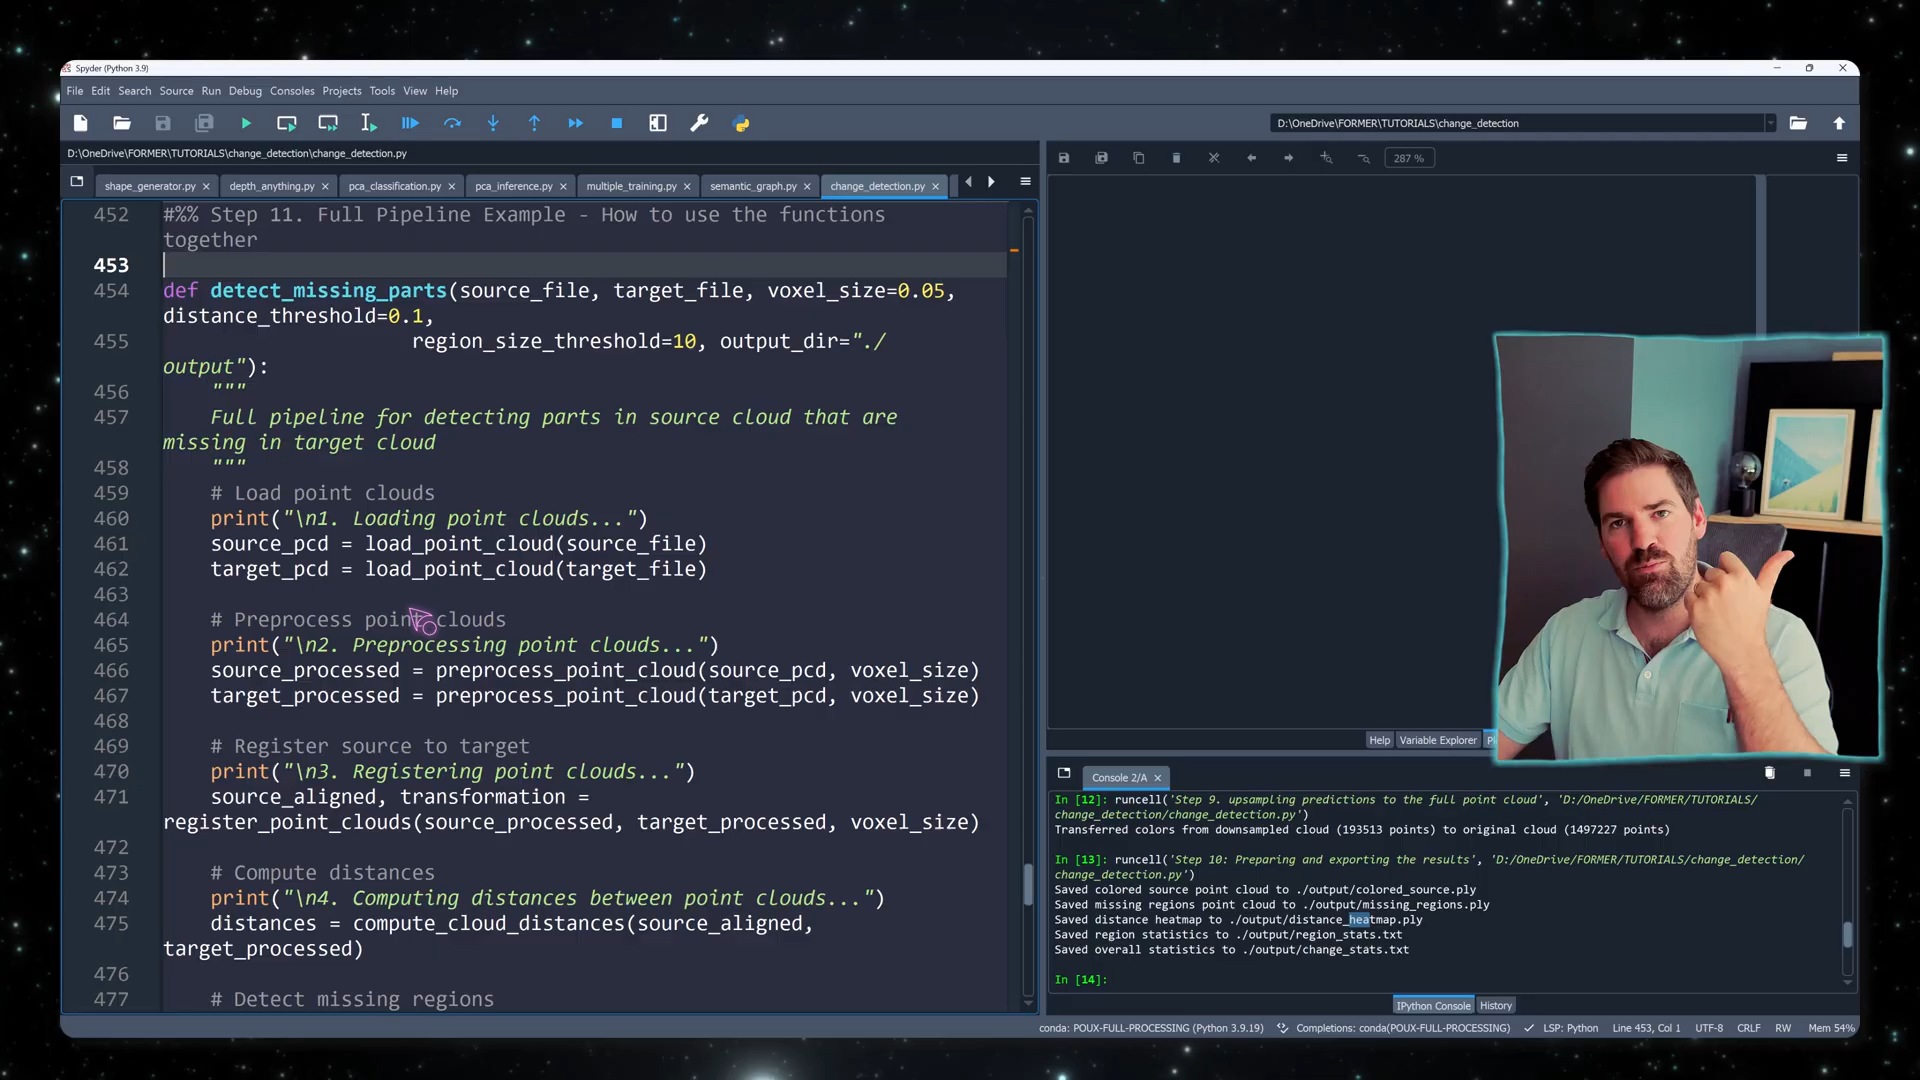 Spyder (Python 3.9)
File Edit Search Source Run Debug Consoles Projects Tools View Help
D:\OneDrive\FORMER\TUTORIALS\change_detection
D:\OneDrive\FORMER\TUTORIALS\change_detection\change_detection.py
287 %
shape_generator.py depth_anything.py pca_classification.py pca_inference.py multiple_training.py semantic_graph.py change_detection.py
452 #%% Step 11. Full Pipeline Example - How to use the functions
together
453
454 def detect_missing_parts(source_file, target_file, voxel_size=0.05,
distance_threshold=0.1,
455 region_size_threshold=10, output_dir="./
output"):
456 """
457 Full pipeline for detecting parts in source cloud that are
missing in target cloud
458 """
459 # Load point clouds
460 print("\n1. Loading point clouds...")
461 source_pcd = load_point_cloud(source_file)
462 target_pcd = load_point_cloud(target_file)
463
464 # Preprocess point clouds
465 print("\n2. Preprocessing point clouds...")
466 source_processed = preprocess_point_cloud(source_pcd, voxel_size)
467 target_processed = preprocess_point_cloud(target_pcd, voxel_size)
468
469 # Register source to target
470 print("\n3. Registering point clouds...")
471 source_aligned, transformation =
register_point_clouds(source_processed, target_processed, voxel_size)
472
473 # Compute distances
474 print("\n4. Computing distances between point clouds...")
475 distances = compute_cloud_distances(source_aligned,
target_processed)
476
477 # Detect missing regions
Help Variable Explorer
Console 2/A
In [12]: runcell('Step 9. upsampling predictions to the full point cloud', 'D:/OneDrive/FORMER/TUTORIALS/
change_detection/change_detection.py')
Transferred colors from downsampled cloud (193513 points) to original cloud (1497227 points)
In [13]: runcell('Step 10: Preparing and exporting the results', 'D:/OneDrive/FORMER/TUTORIALS/change_detection/
change_detection.py')
Saved colored source point cloud to ./output/colored_source.ply
Saved missing regions point cloud to ./output/missing_regions.ply
Saved distance heatmap to ./output/distance_heatmap.ply
Saved region statistics to ./output/region_stats.txt
Saved overall statistics to ./output/change_stats.txt
In [14]:
IPython Console History
conda: POUX-FULL-PROCESSING (Python 3.9.19) Completions: conda(POUX-FULL-PROCESSING) LSP: Python Line 453, Col 1 UTF-8 CRLF RW Mem 54%